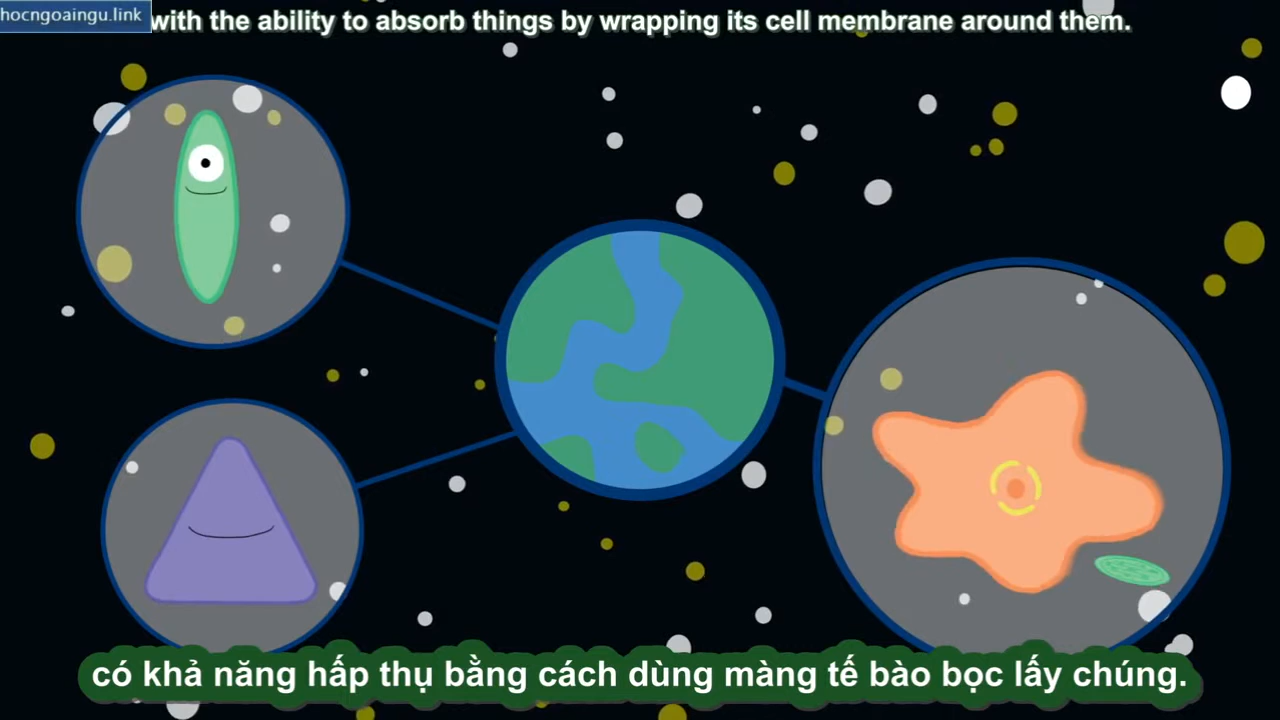 hocngoaingu.link
with the ability to absorb things by wrapping its cell membrane around them.
có khả năng hấp thụ bằng cách dùng màng tế bào bọc lấy chúng.